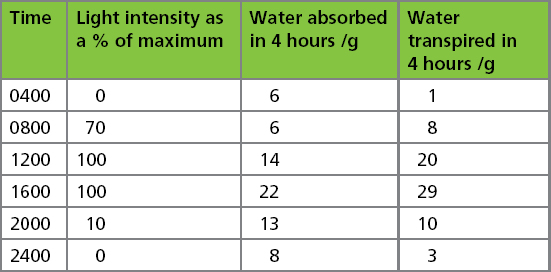 Time Light intensity as a % of maximum Water absorbed in 4 hours /g Water transpired in 4 hours /g
0400 0 6 1
0800 70 6 8
1200 100 14 20
1600 100 22 29
2000 10 13 10
2400 0 8 3